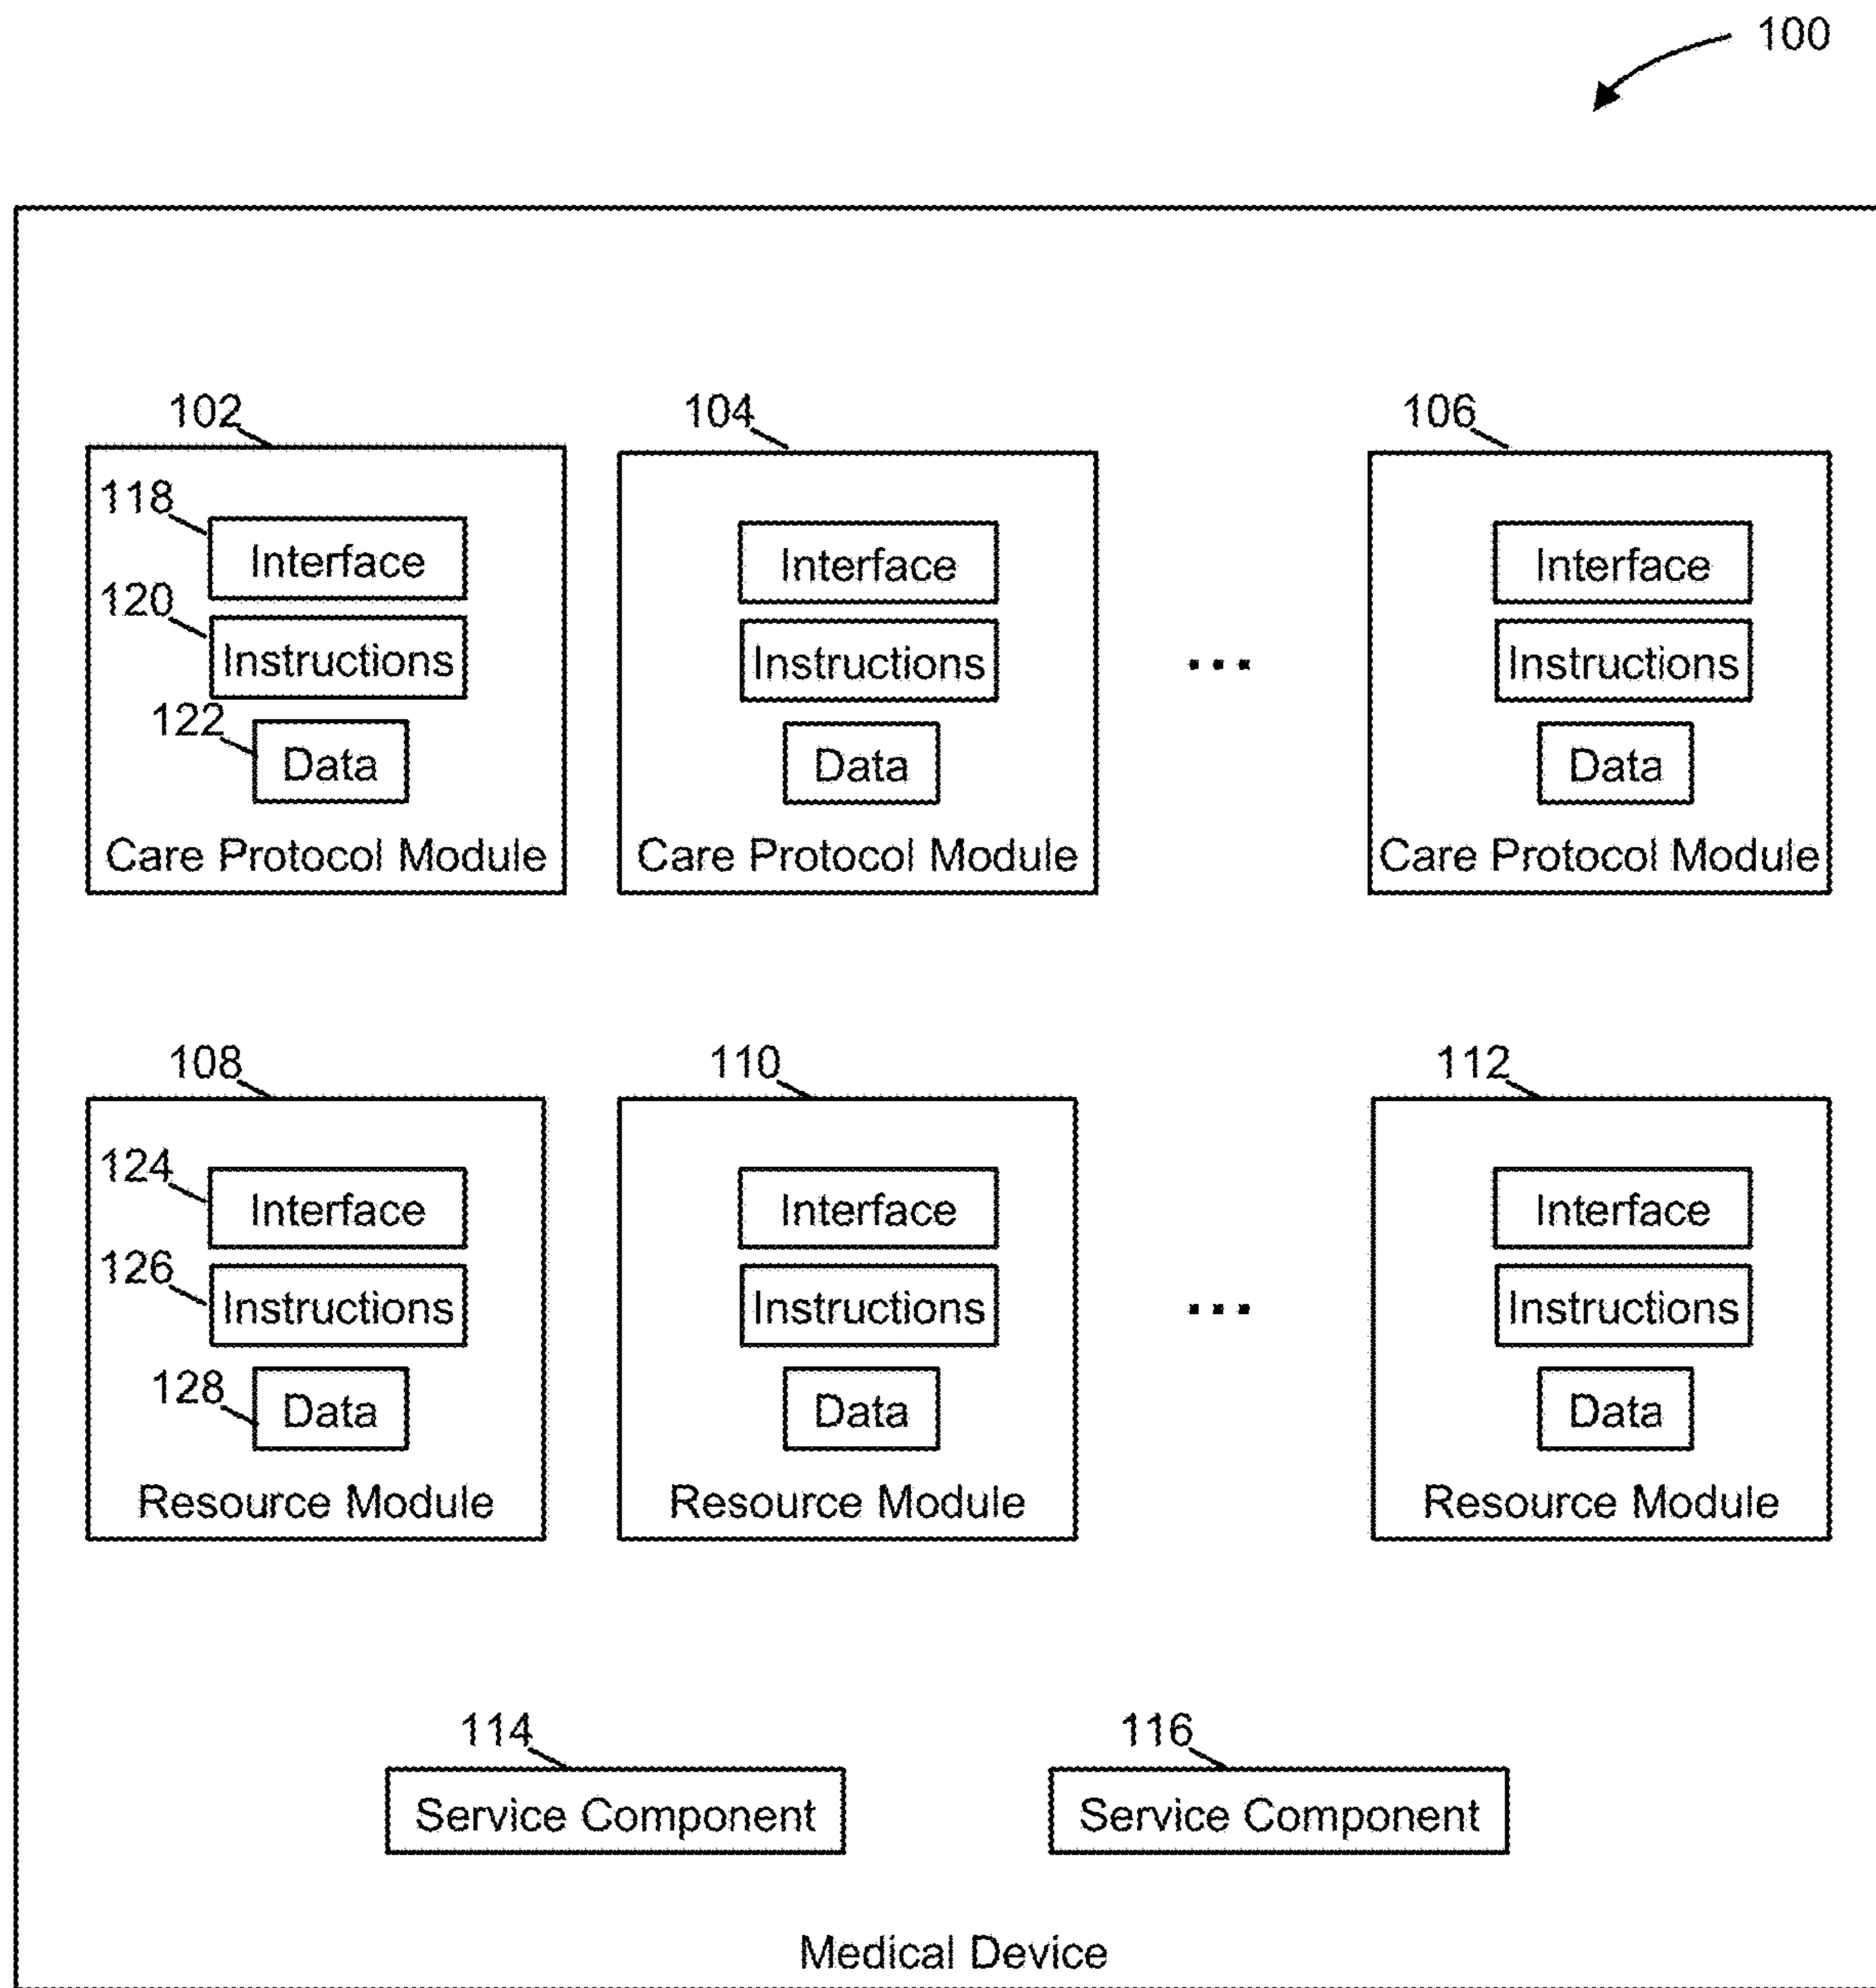 100
102 104 106
118 Interface Interface Interface
120 Instructions Instructions ... Instructions
122 Data Data Data
Care Protocol Module Care Protocol Module Care Protocol Module
108 110 112
124 Interface Interface Interface
126 Instructions Instructions ... Instructions
128 Data Data Data
Resource Module Resource Module Resource Module
114 116
Service Component Service Component
Medical Device